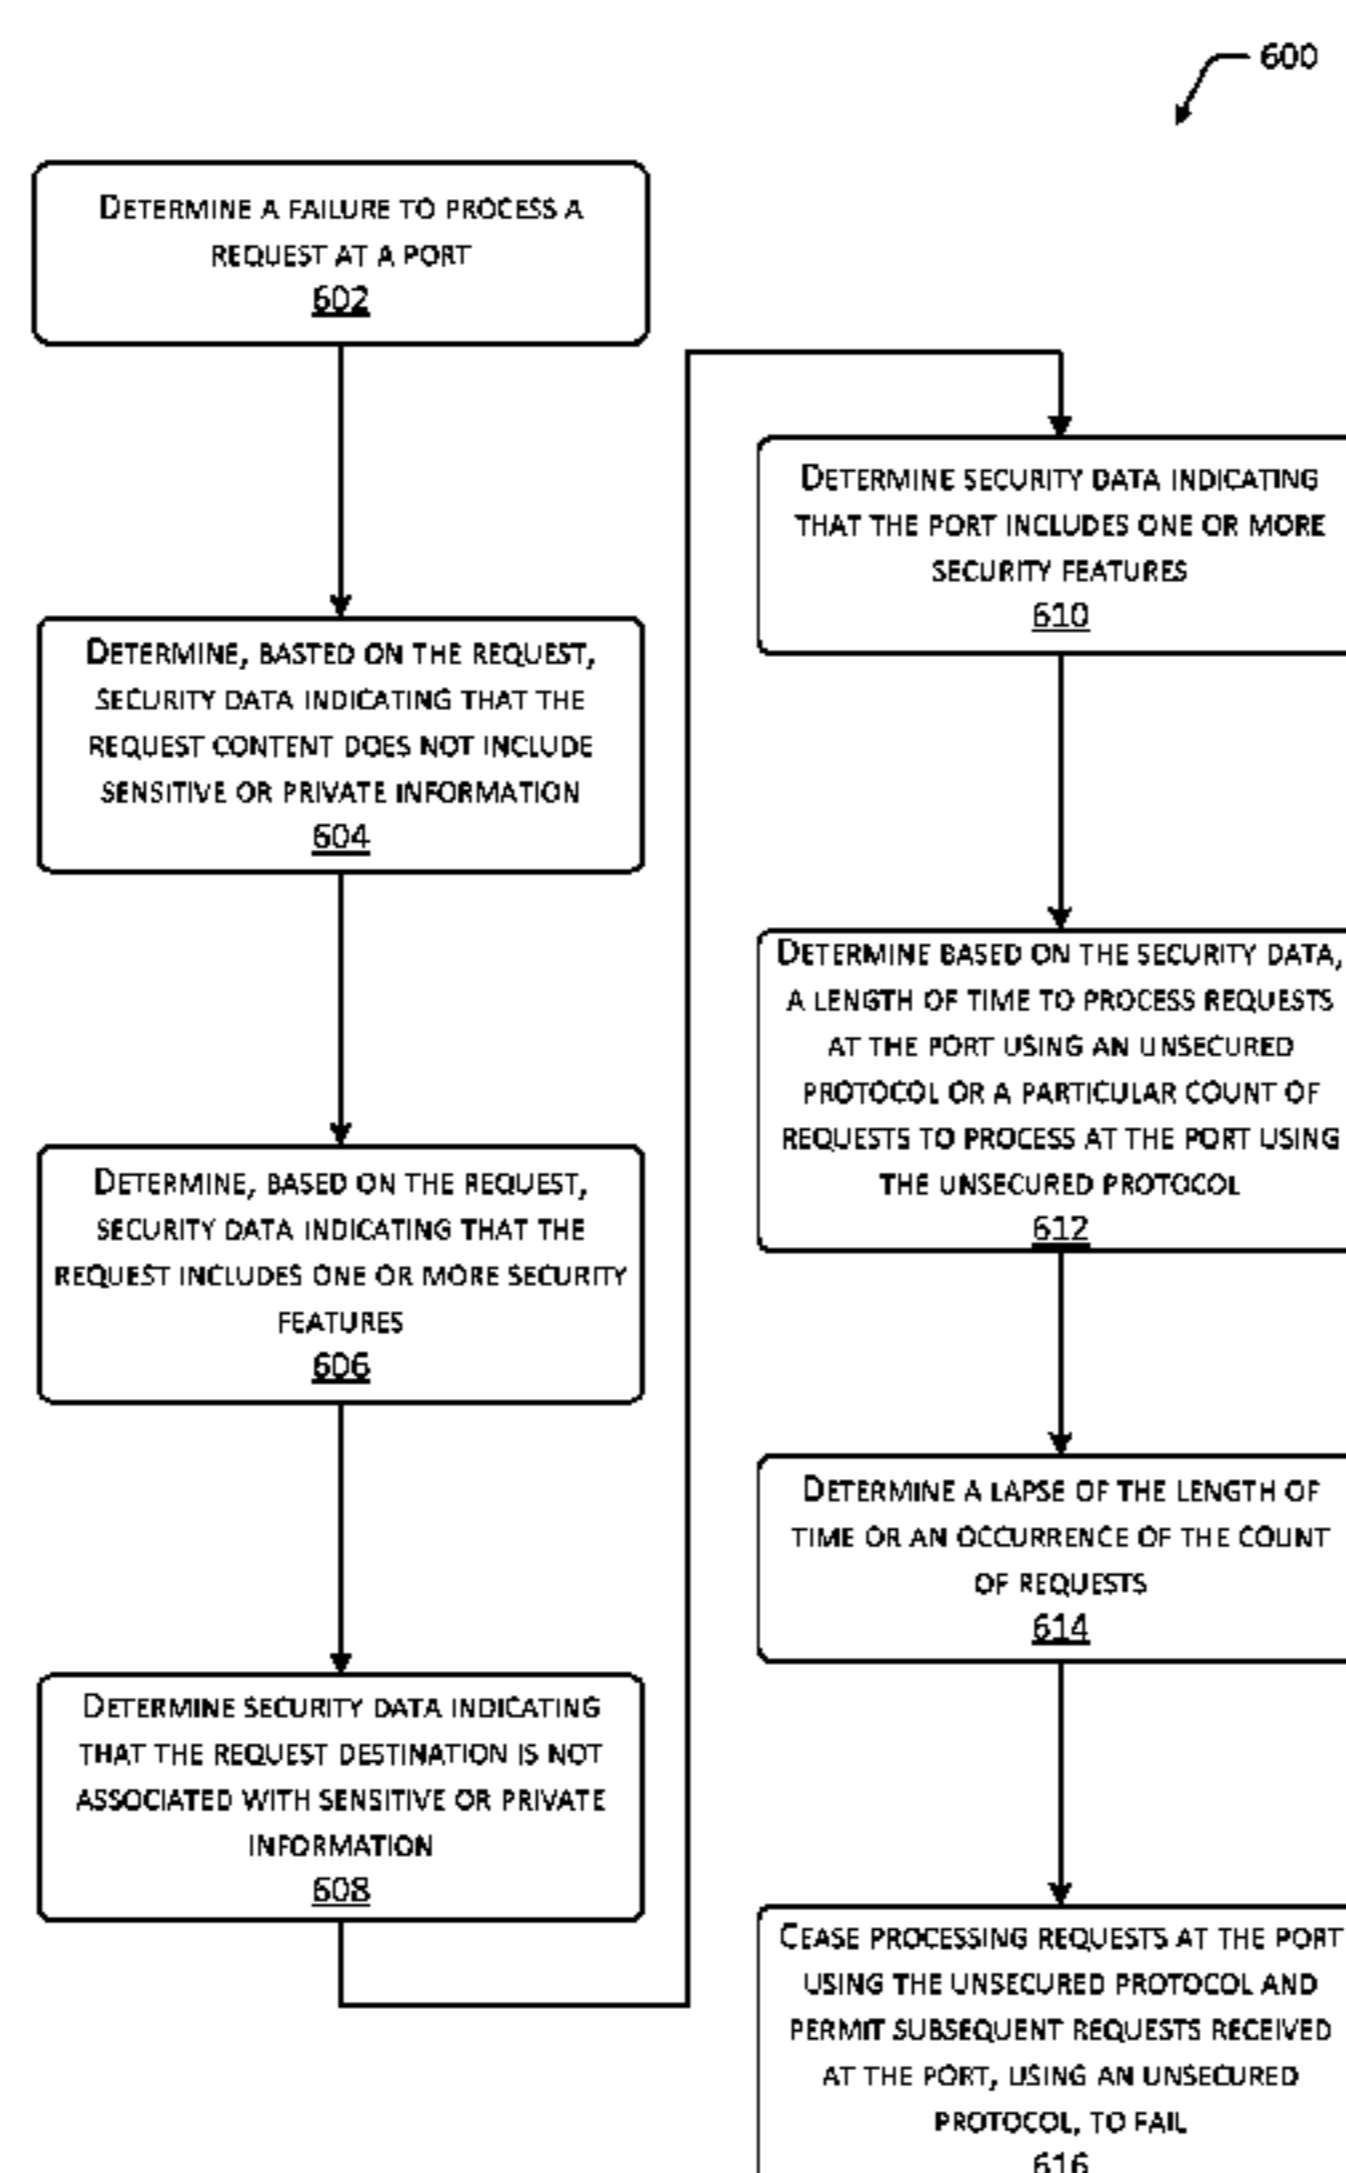 600
DETERMINE A FAILURE TO PROCESS A
REQUEST AT A PORT
602
DETERMINE, BASTED ON THE REQUEST,
SECURITY DATA INDICATING THAT THE
REQUEST CONTENT DOES NOT INCLUDE
SENSITIVE OR PRIVATE INFORMATION
604
DETERMINE, BASED ON THE REQUEST,
SECURITY DATA INDICATING THAT THE
REQUEST INCLUDES ONE OR MORE SECURITY
FEATURES
606
DETERMINE SECURITY DATA INDICATING
THAT THE REQUEST DESTINATION IS NOT
ASSOCIATED WITH SENSITIVE OR PRIVATE
INFORMATION
608
DETERMINE SECURITY DATA INDICATING
THAT THE PORT INCLUDES ONE OR MORE
SECURITY FEATURES
610
DETERMINE BASED ON THE SECURITY DATA,
A LENGTH OF TIME TO PROCESS REQUESTS
AT THE PORT USING AN UNSECURED
PROTOCOL OR A PARTICULAR COUNT OF
REQUESTS TO PROCESS AT THE PORT USING
THE UNSECURED PROTOCOL
612
DETERMINE A LAPSE OF THE LENGTH OF
TIME OR AN OCCURRENCE OF THE COUNT
OF REQUESTS
614
CEASE PROCESSING REQUESTS AT THE PORT
USING THE UNSECURED PROTOCOL AND
PERMIT SUBSEQUENT REQUESTS RECEIVED
AT THE PORT, USING AN UNSECURED
PROTOCOL, TO FAIL
616